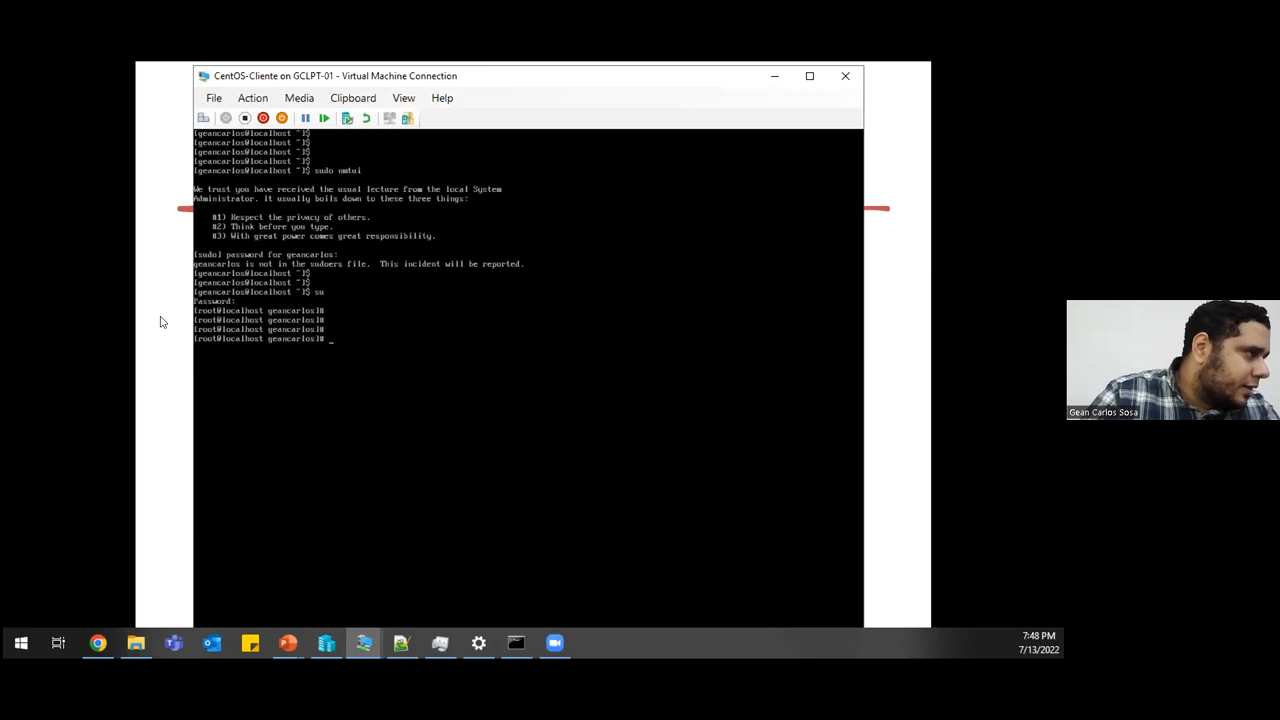 CentOS-Cliente on GCLPT-01 - Virtual Machine Connection
File Action Media Clipboard View Help
[geancarlos@localhost ~]$
[geancarlos@localhost ~]$
[geancarlos@localhost ~]$
[geancarlos@localhost ~]$
[geancarlos@localhost ~]$ sudo nmtui
We trust you have received the usual lecture from the local System
Administrator. It usually boils down to these three things:
#1) Respect the privacy of others.
#2) Think before you type.
#3) With great power comes great responsibility.
[sudo] password for geancarlos:
geancarlos is not in the sudoers file.  This incident will be reported.
[geancarlos@localhost ~]$
[geancarlos@localhost ~]$
[geancarlos@localhost ~]$ su
Password:
[root@localhost geancarlos]#
[root@localhost geancarlos]#
[root@localhost geancarlos]#
[root@localhost geancarlos]# _
Gean Carlos Sosa
7:48 PM
7/13/2022